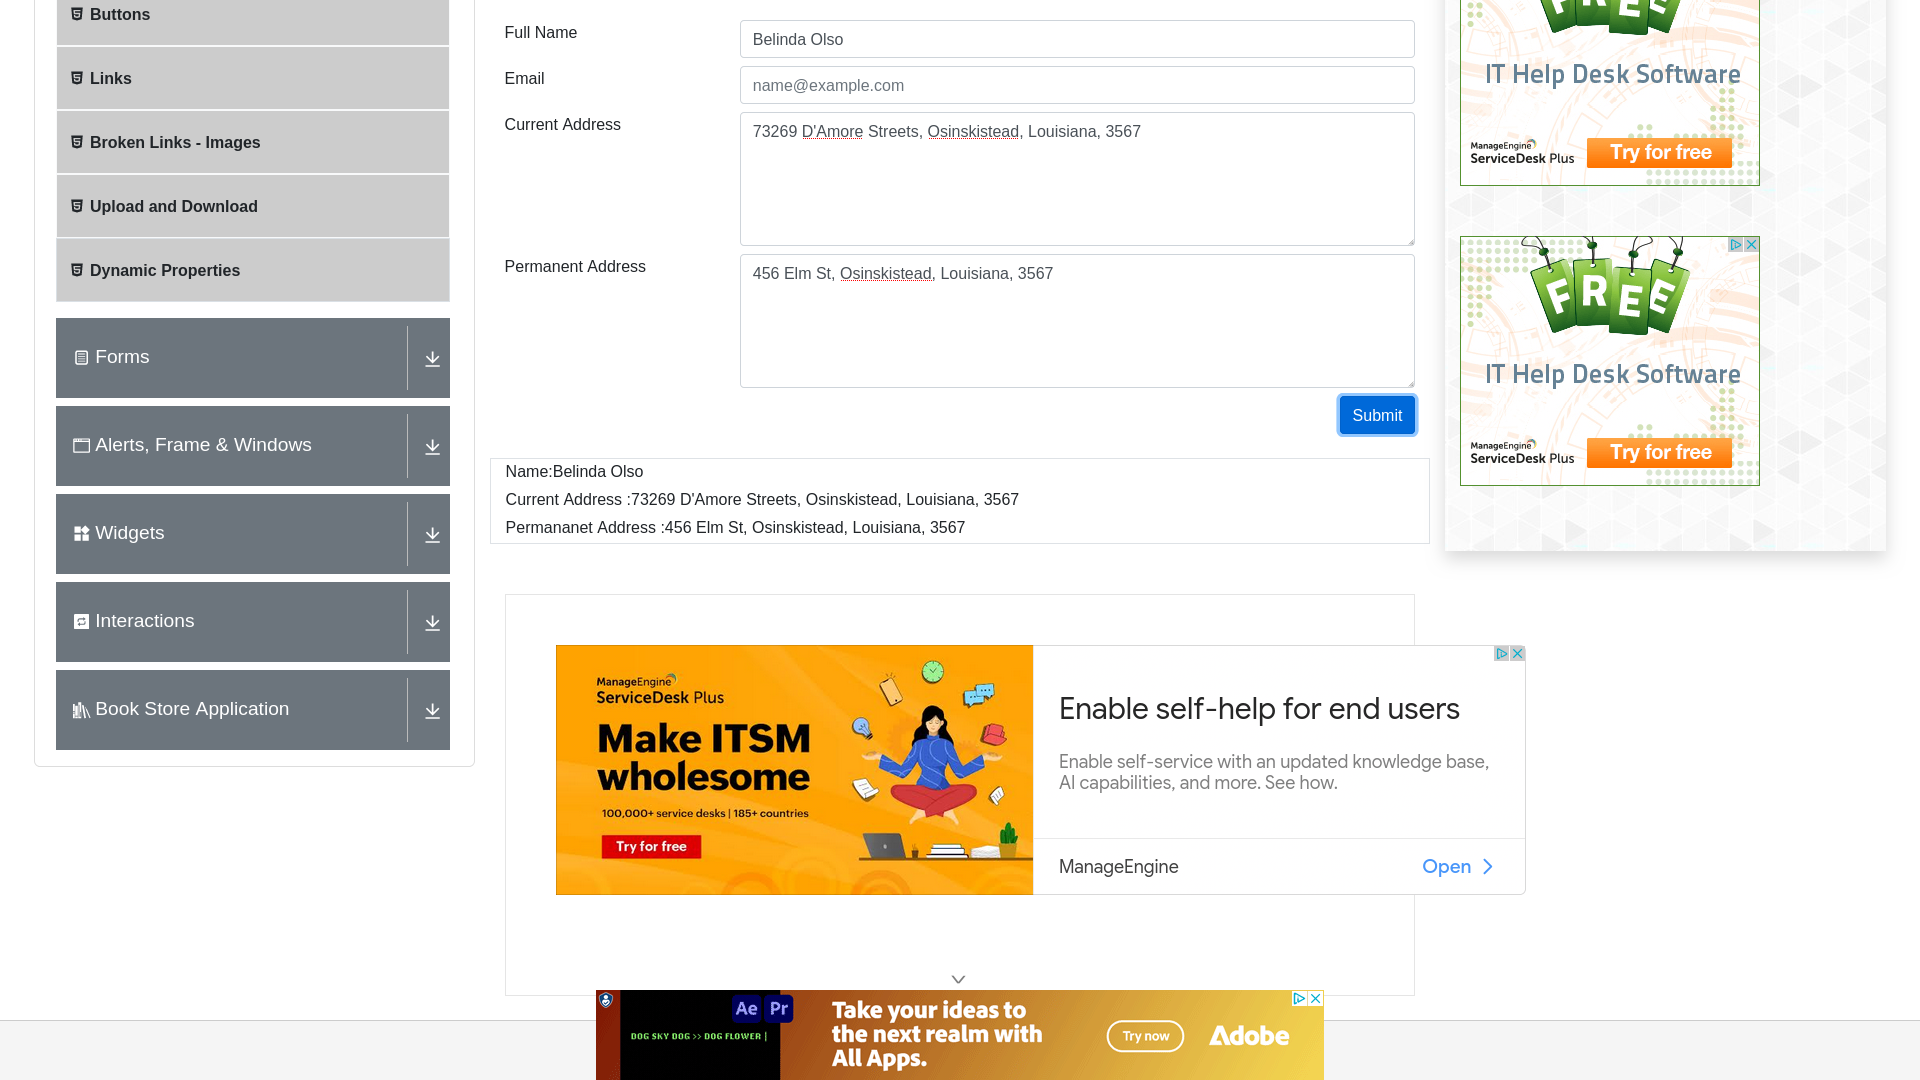 Buttons
Links
Broken Links - Images
Upload and Download
Dynamic Properties
Forms
Alerts, Frame & Windows
Widgets
Interactions
Book Store Application
Full Name
Belinda Olso
Email
name@example.com
Current Address
73269 D'Amore Streets, Osinskistead, Louisiana, 3567
Permanent Address
456 Elm St, Osinskistead, Louisiana, 3567
Submit
Name:Belinda Olso
Current Address :73269 D'Amore Streets, Osinskistead, Louisiana, 3567
Permananet Address :456 Elm St, Osinskistead, Louisiana, 3567
FREE
IT Help Desk Software
ManageEngine
ServiceDesk Plus
Try for free
FREE
IT Help Desk Software
ManageEngine
ServiceDesk Plus
Try for free
ManageEngine
ServiceDesk Plus
Make ITSM
wholesome
100,000+ service desks | 185+ countries
Try for free
Enable self-help for end users
Enable self-service with an updated knowledge base,
AI capabilities, and more. See how.
ManageEngine
Open
Ae Pr
DOG SKY DOG >> DOG FLOWER |
Take your ideas to
the next realm with
All Apps.
Try now
Adobe